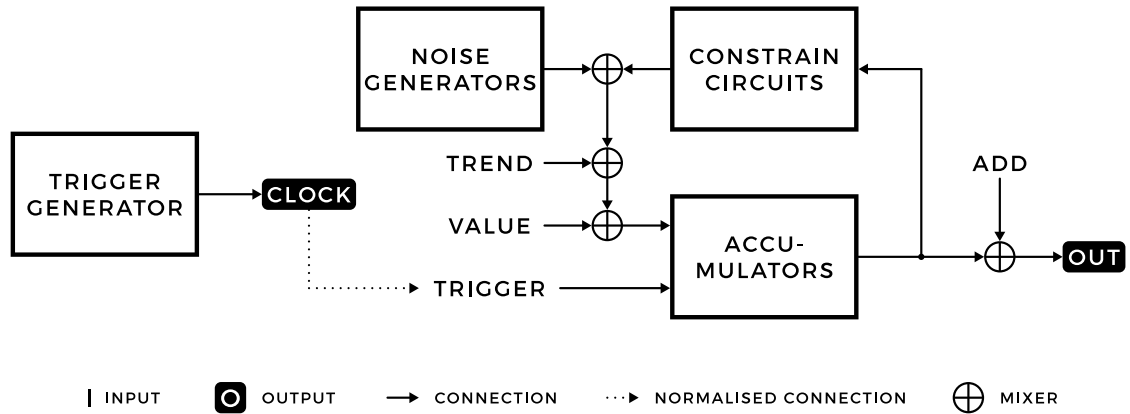 NOISE
GENERATORS
CONSTRAIN
CIRCUITS
TRIGGER
GENERATOR
CLOCK
TREND
VALUE
TRIGGER
ACCU-
MULATORS
ADD
OUT
INPUT
OUTPUT
CONNECTION
NORMALISED CONNECTION
MIXER